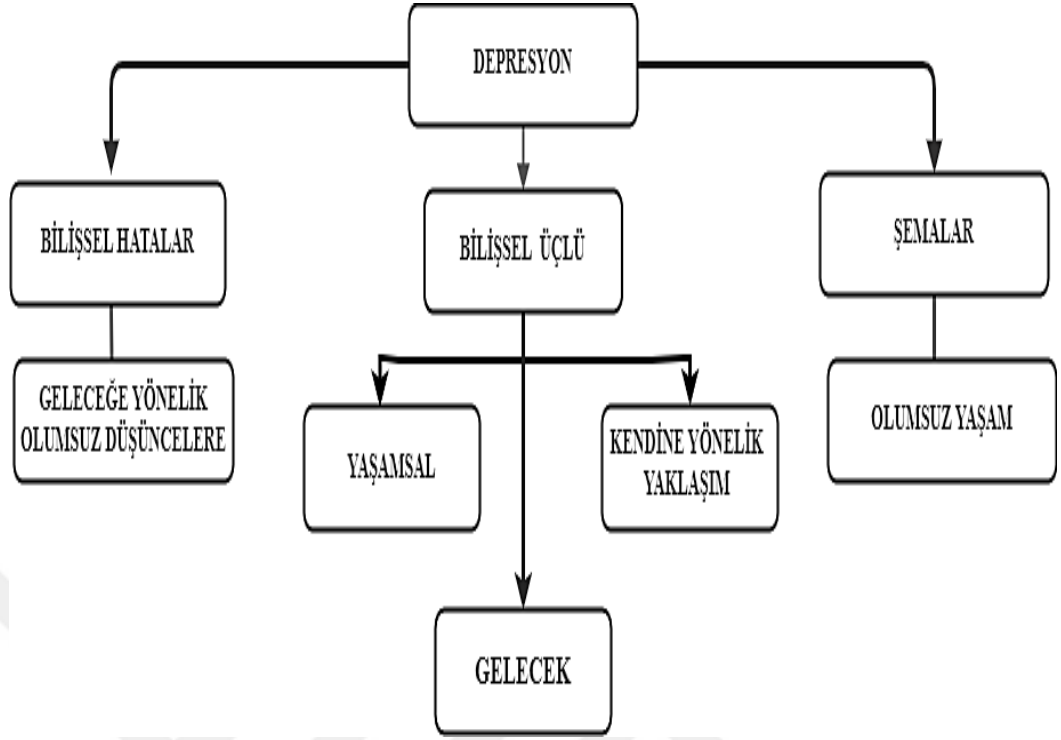 DEPRESYON
BİLİŞSEL HATALAR
BİLİŞSEL ÜÇLÜ
ŞEMALAR
GELECEĞE YÖNELİK
OLUMSUZ DÜŞÜNCELERE
YAŞAMSAL
KENDİNE YÖNELİK
YAKLAŞIM
OLUMSUZ YAŞAM
GELECEK